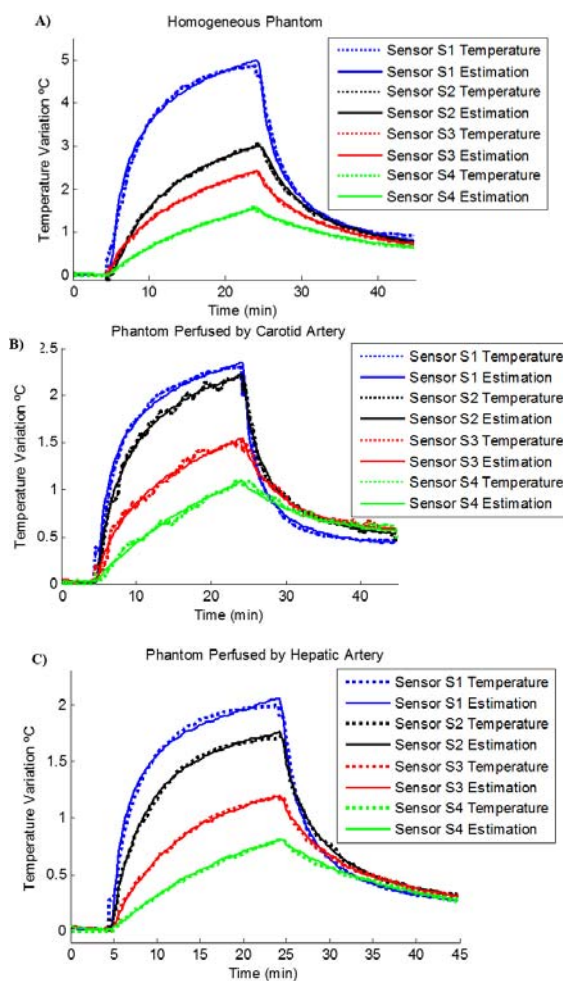 A)
Homogeneous Phantom
Sensor S1 Temperature
Sensor S1 Estimation
Sensor S2 Temperature
Sensor S2 Estimation
Sensor S3 Temperature
Sensor S3 Estimation
Sensor S4 Temperature
Sensor S4 Estimation
Temperature Variation ºC
5
4
3
2
1
0
10
20
30
40
Time (min)
B)
Phantom Perfused by Carotid Artery
Sensor S1 Temperature
Sensor S1 Estimation
Sensor S2 Temperature
Sensor S2 Estimation
Sensor S3 Temperature
Sensor S3 Estimation
Sensor S4 Temperature
Sensor S4 Estimation
Temperature Variation ºC
2.5
2
1.5
1
0.5
0
0
10
20
30
40
Time (min)
C)
Phantom Perfused by Hepatic Artery
Sensor S1 Temperature
Sensor S1 Estimation
Sensor S2 Temperature
Sensor S2 Estimation
Sensor S3 Temperature
Sensor S3 Estimation
Sensor S4 Temperature
Sensor S4 Estimation
Temperature Variation ºC
2
1.5
1
0.5
0
0
5
10
15
20
25
30
35
40
45
Time (min)